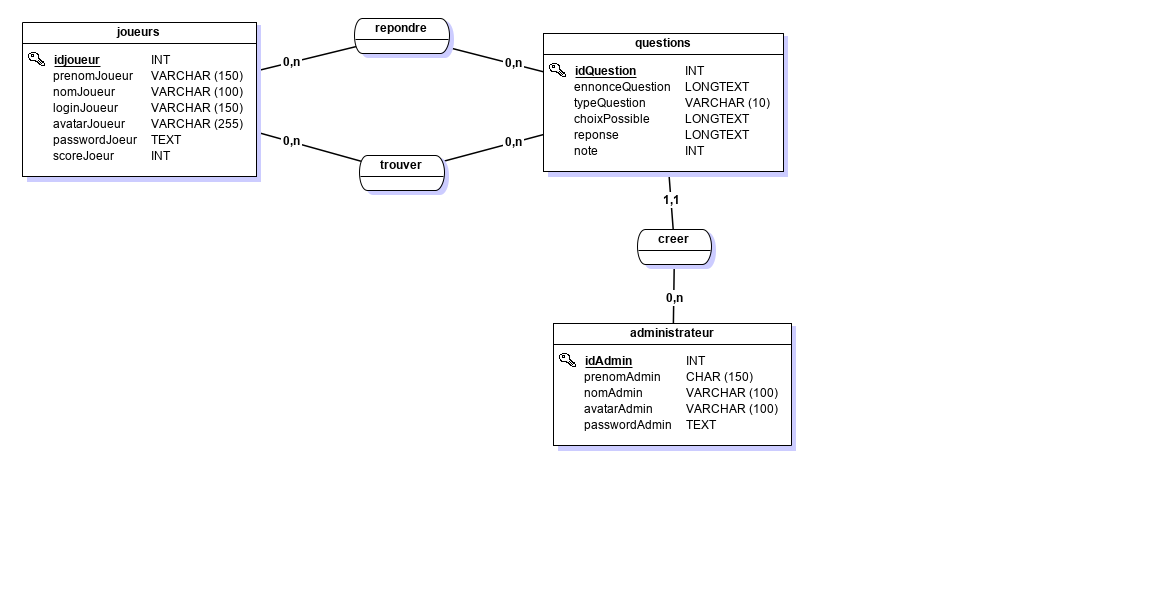 joueurs
idjoueur INT
prenomJoueur VARCHAR (150)
nomJoueur VARCHAR (100)
loginJoueur VARCHAR (150)
avatarJoueur VARCHAR (255)
passwordJoeur TEXT
scoreJoeur INT
0,n
repondre
0,n
0,n
trouver
0,n
questions
idQuestion INT
ennonceQuestion LONGTEXT
typeQuestion VARCHAR (10)
choixPossible LONGTEXT
reponse LONGTEXT
note INT
1,1
creer
0,n
administrateur
idAdmin INT
prenomAdmin CHAR (150)
nomAdmin VARCHAR (100)
avatarAdmin VARCHAR (100)
passwordAdmin TEXT